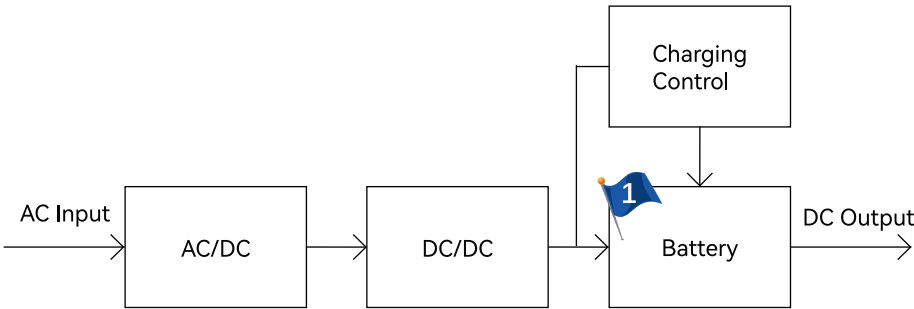 Charging
Control
1
AC Input
AC/DC
DC/DC
Battery
DC Output